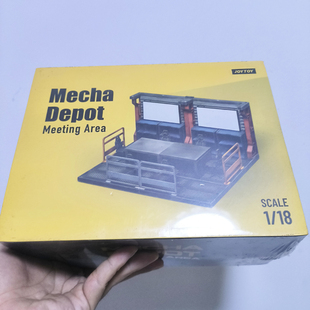 JOYTOY
Mecha
Depot
Meeting Area
SCALE
1/18